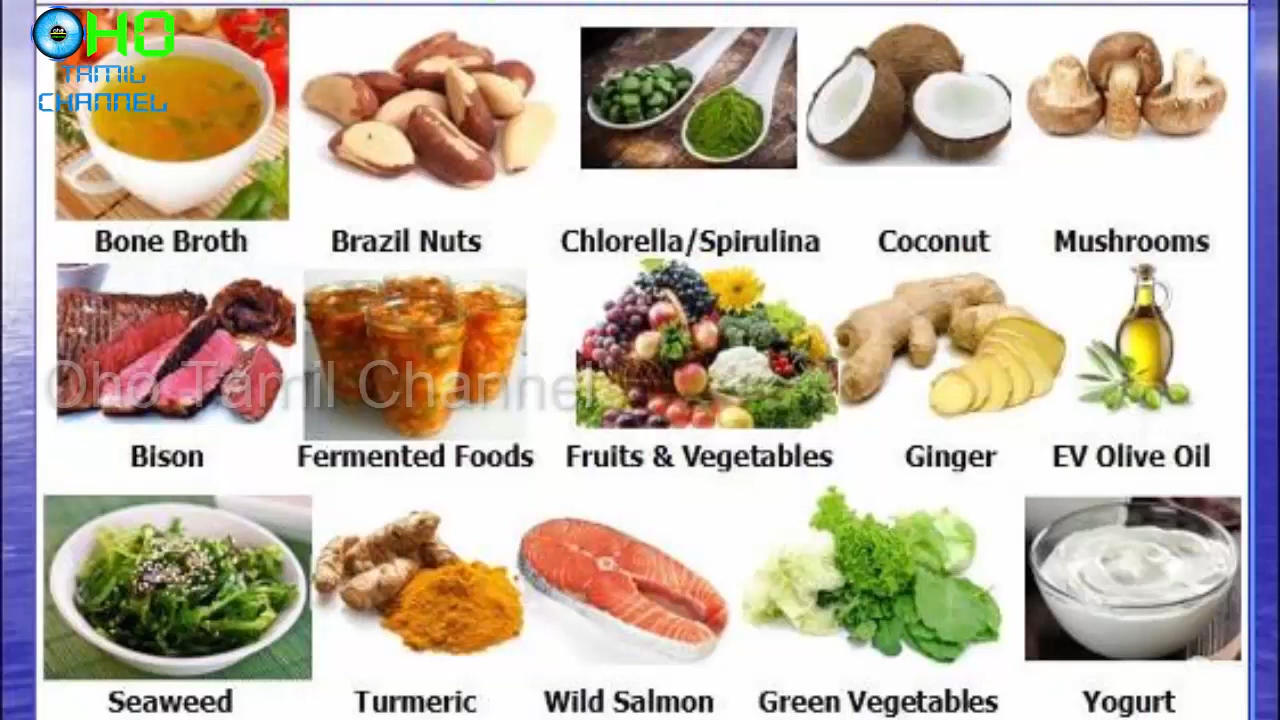 OHO
TAMIL
CHANNEL
Bone Broth
Brazil Nuts
Chlorella/Spirulina
Coconut
Mushrooms
Bison
Fermented Foods
Fruits & Vegetables
Ginger
EV Olive Oil
Oho Tamil Channel
Seaweed
Turmeric
Wild Salmon
Green Vegetables
Yogurt